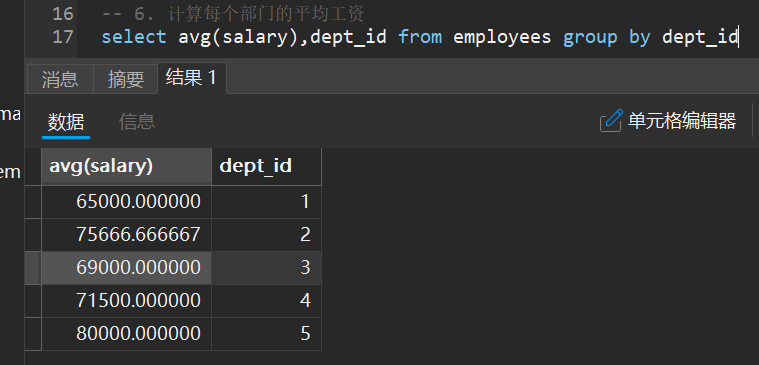 16 -- 6. 计算每个部门的平均工资
17 select avg(salary),dept_id from employees group by dept_id
消息 摘要 结果 1
ma
数据 信息 单元格编辑器
em
avg(salary) dept_id
65000.000000 1
75666.666667 2
69000.000000 3
71500.000000 4
80000.000000 5